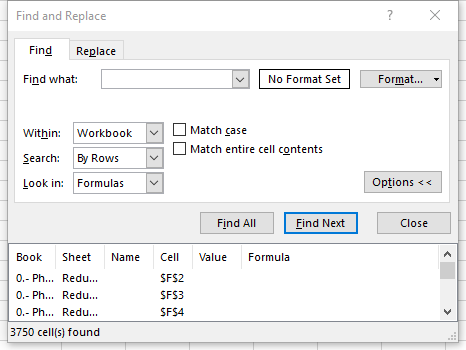 Find and Replace
Find Replace
Find what: No Format Set Format...
Within: Workbook Match case
Search: By Rows Match entire cell contents
Look in: Formulas
Options <<
Find All Find Next Close
Book Sheet Name Cell Value Formula
0.- Ph... Redu... $F$2
0.- Ph... Redu... $F$3
0.- Ph... Redu... $F$4
3750 cell(s) found